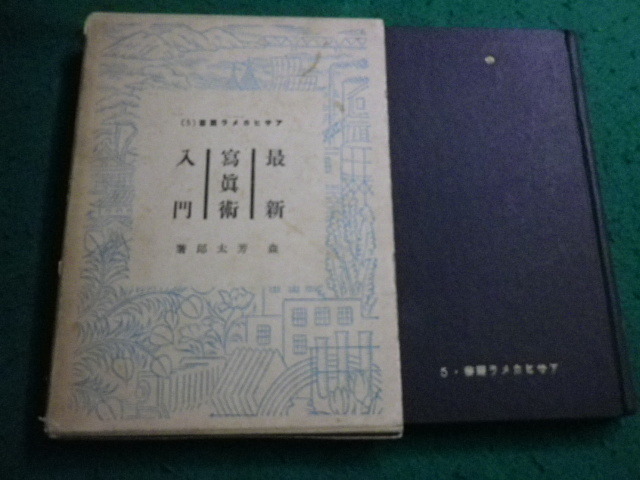 アサヒカメラ叢書(5)
最新
寫眞術
入門
森芳太郎著
アサヒカメラ叢書・5